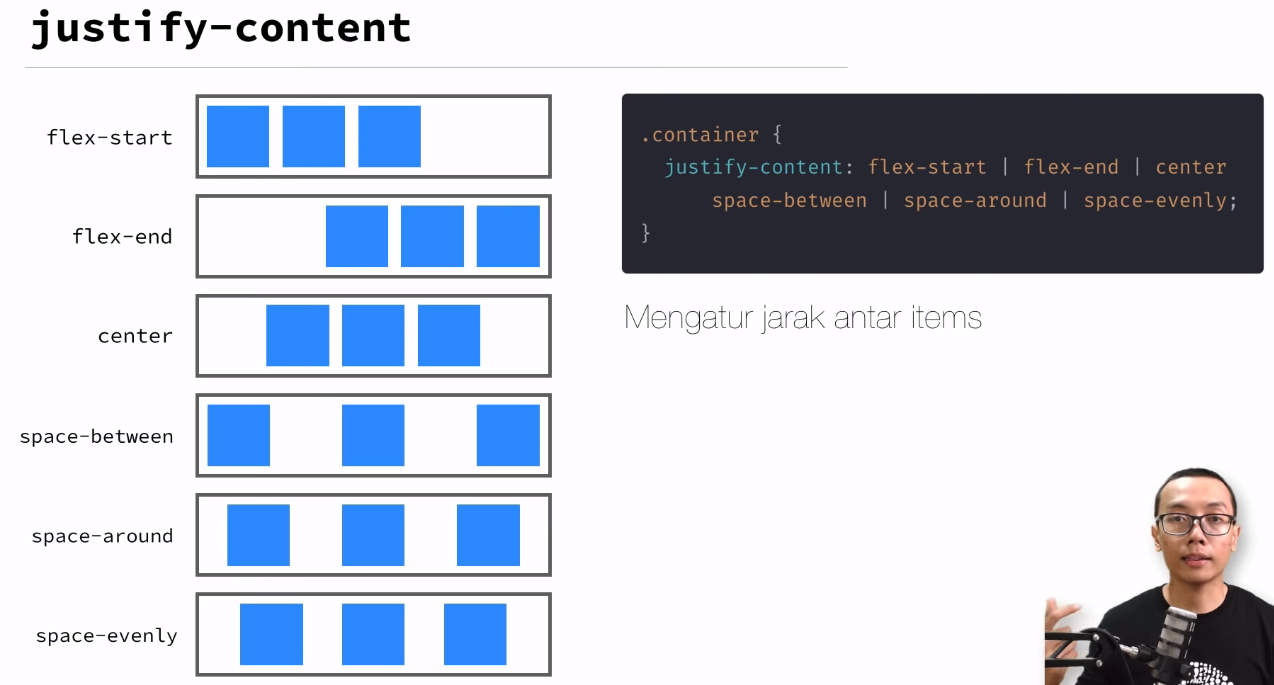 justify-content
flex-start
flex-end
center
space-between
space-around
space-evenly
.container {
justify-content: flex-start | flex-end | center
space-between | space-around | space-evenly;
}
Mengatur jarak antar items